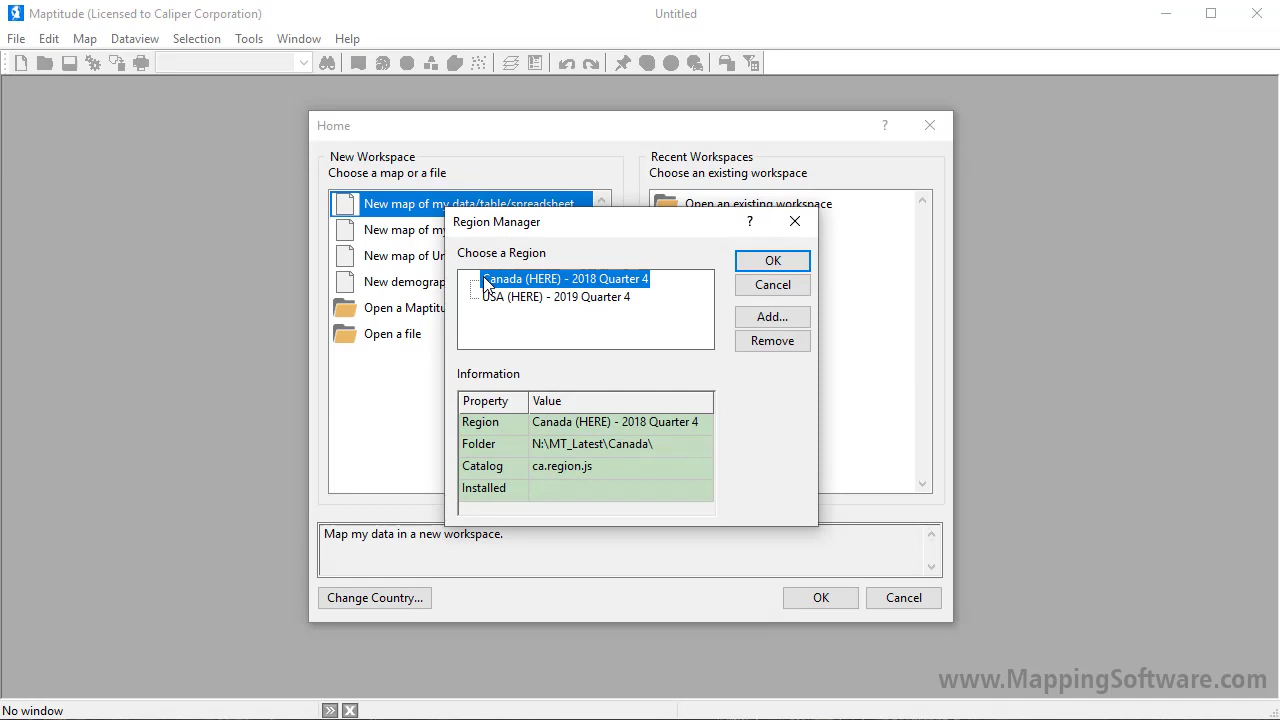 Maptitude (Licensed to Caliper Corporation)
Untitled
File Edit Map Dataview Selection Tools Window Help
Home
New Workspace
Choose a map or a file
New map of my data/table/spreadsheet
New map of my
New map of Un
New demograp
Open a Maptitu
Open a file
Recent Workspaces
Choose an existing workspace
Open an existing workspace
Region Manager
Choose a Region
Canada (HERE) - 2018 Quarter 4
USA (HERE) - 2019 Quarter 4
OK
Cancel
Add...
Remove
Information
Property Value
Region Canada (HERE) - 2018 Quarter 4
Folder N:\MT_Latest\Canada\
Catalog ca.region.js
Installed
Map my data in a new workspace.
Change Country...
OK
Cancel
www.MappingSoftware.com
No window